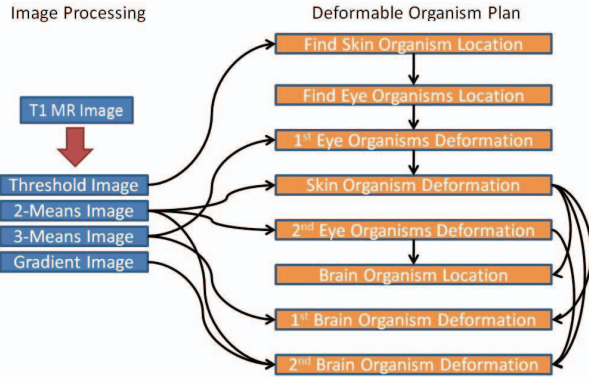 Image Processing
Deformable Organism Plan
T1 MR Image
Threshold Image
2-Means Image
3-Means Image
Gradient Image
Find Skin Organism Location
Find Eye Organisms Location
1st Eye Organisms Deformation
Skin Organism Deformation
2nd Eye Organisms Deformation
Brain Organism Location
1st Brain Organism Deformation
2nd Brain Organism Deformation